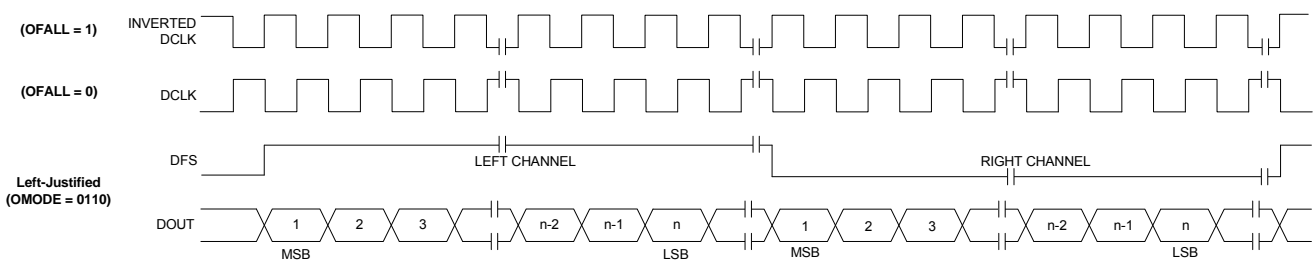 (OFALL = 1)
INVERTED
DCLK
(OFALL = 0)
DCLK
DFS
LEFT CHANNEL
RIGHT CHANNEL
Left-Justified
(OMODE = 0110)
DOUT
1 2 3 n-2 n-1 n 1 2 3 n-2 n-1 n
MSB LSB MSB LSB